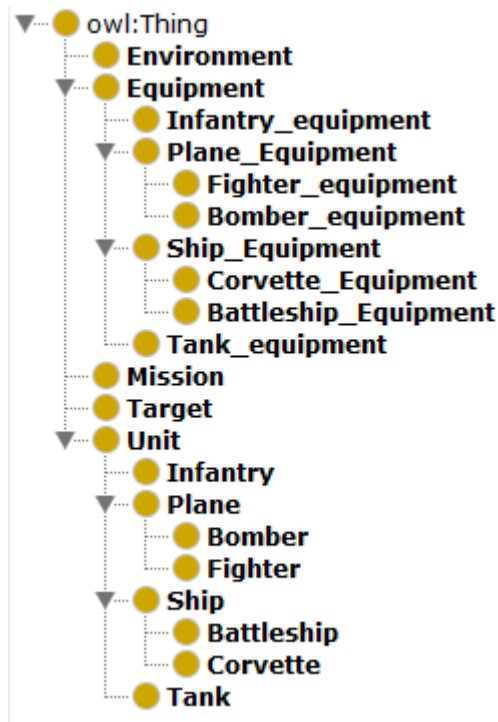 owl:Thing
Environment
Equipment
Infantry_equipment
Plane_Equipment
Fighter_equipment
Bomber_equipment
Ship_Equipment
Corvette_Equipment
Battleship_Equipment
Tank_equipment
Mission
Target
Unit
Infantry
Plane
Bomber
Fighter
Ship
Battleship
Corvette
Tank